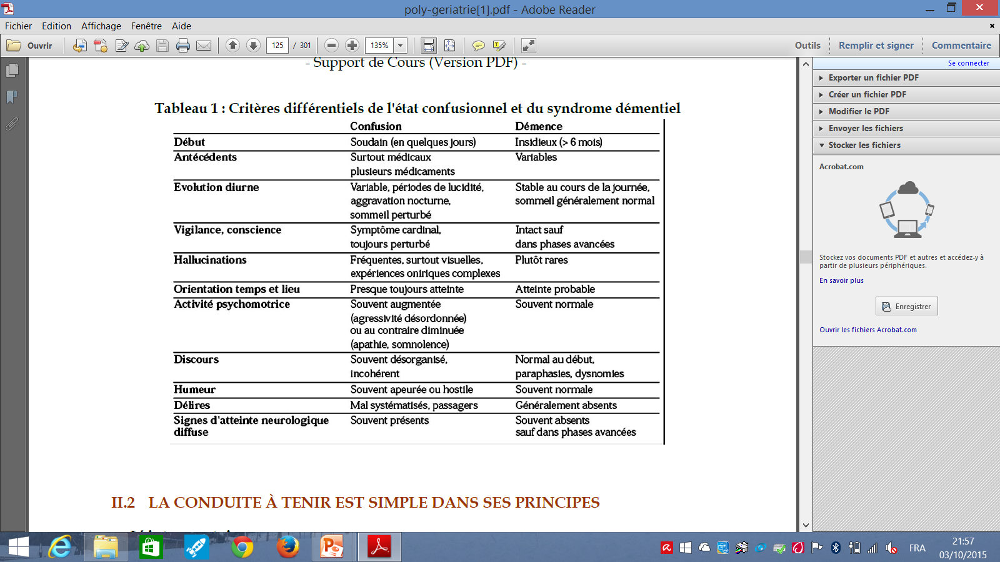 poly-geriatrie[1].pdf - Adobe Reader
Fichier Edition Affichage Fenêtre Aide
Ouvrir 125 / 301 135% Outils Remplir et signer Commentaire
- Support de Cours (Version PDF) -
Tableau 1 : Critères différentiels de l'état confusionnel et du syndrome démentiel
Confusion Démence
Début Soudain (en quelques jours) Insidieux (> 6 mois)
Antécédents Surtout médicaux Variables
plusieurs médicaments
Evolution diurne Variable, périodes de lucidité, Stable au cours de la journée,
aggravation nocturne, sommeil généralement normal
sommeil perturbé
Vigilance, conscience Symptôme cardinal, Intact sauf
toujours perturbé dans phases avancées
Hallucinations Fréquentes, surtout visuelles, Plutôt rares
expériences oniriques complexes
Orientation temps et lieu Presque toujours atteinte Atteinte probable
Activité psychomotrice Souvent augmentée Souvent normale
(agressivité désordonnée)
ou au contraire diminuée
(apathie, somnolence)
Discours Souvent désorganisé, Normal au début,
incohérent paraphasies, dysnomies
Humeur Souvent apeurée ou hostile Souvent normale
Délires Mal systématisés, passagers Généralement absents
Signes d'atteinte neurologique Souvent présents Souvent absents
diffuse sauf dans phases avancées
II.2 LA CONDUITE À TENIR EST SIMPLE DANS SES PRINCIPES
Se connecter
Exporter un fichier PDF
Créer un fichier PDF
Modifier le PDF
Envoyer les fichiers
Stocker les fichiers
Acrobat.com
Stockez vos documents PDF et autres et accédez-y à
partir de plusieurs périphériques.
En savoir plus
Enregistrer
Ouvrir les fichiers Acrobat.com
FRA
21:57
03/10/2015